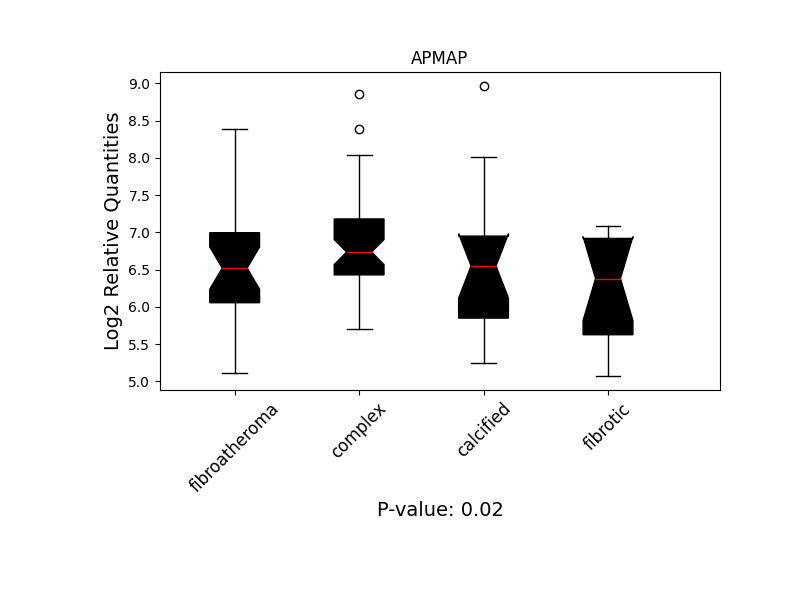 APMAP
Log2 Relative Quantities
9.0
8.5
8.0
7.5
7.0
6.5
6.0
5.5
5.0
fibroatheroma
complex
calcified
fibrotic
P-value: 0.02